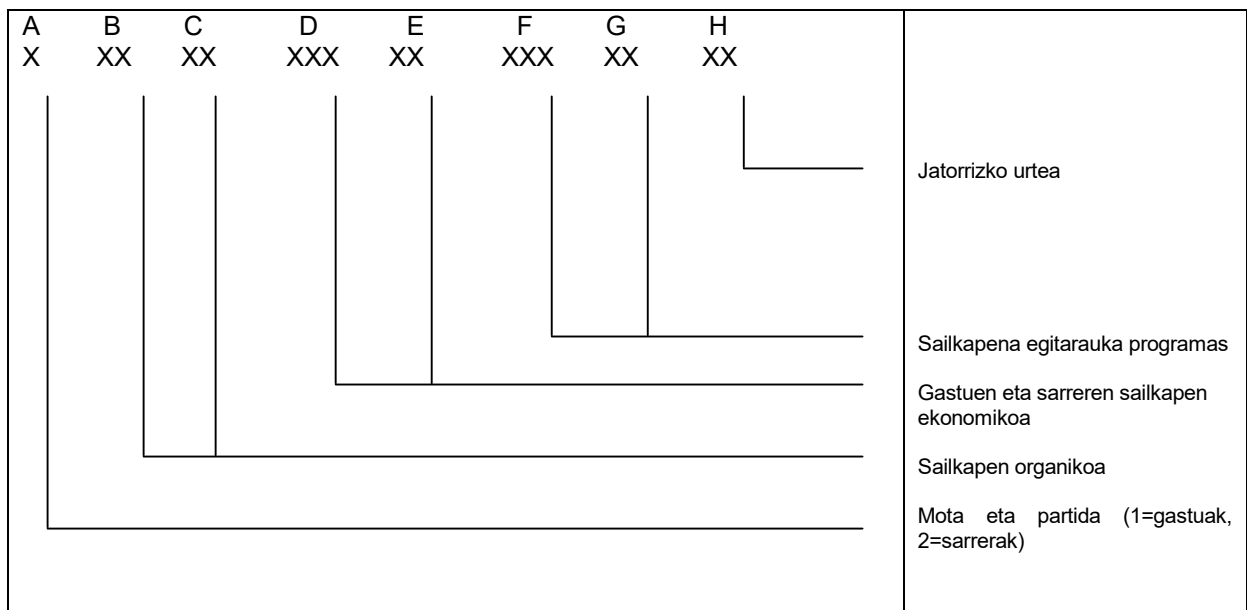 A B C D E F G H
X XX XX XXX XX XXX XX XX
Jatorrizko urtea
Sailkapena egitarauka programas
Gastuen eta sarreren sailkapen
ekonomikoa
Sailkapen organikoa
Mota eta partida (1=gastuak,
2=sarrerak)